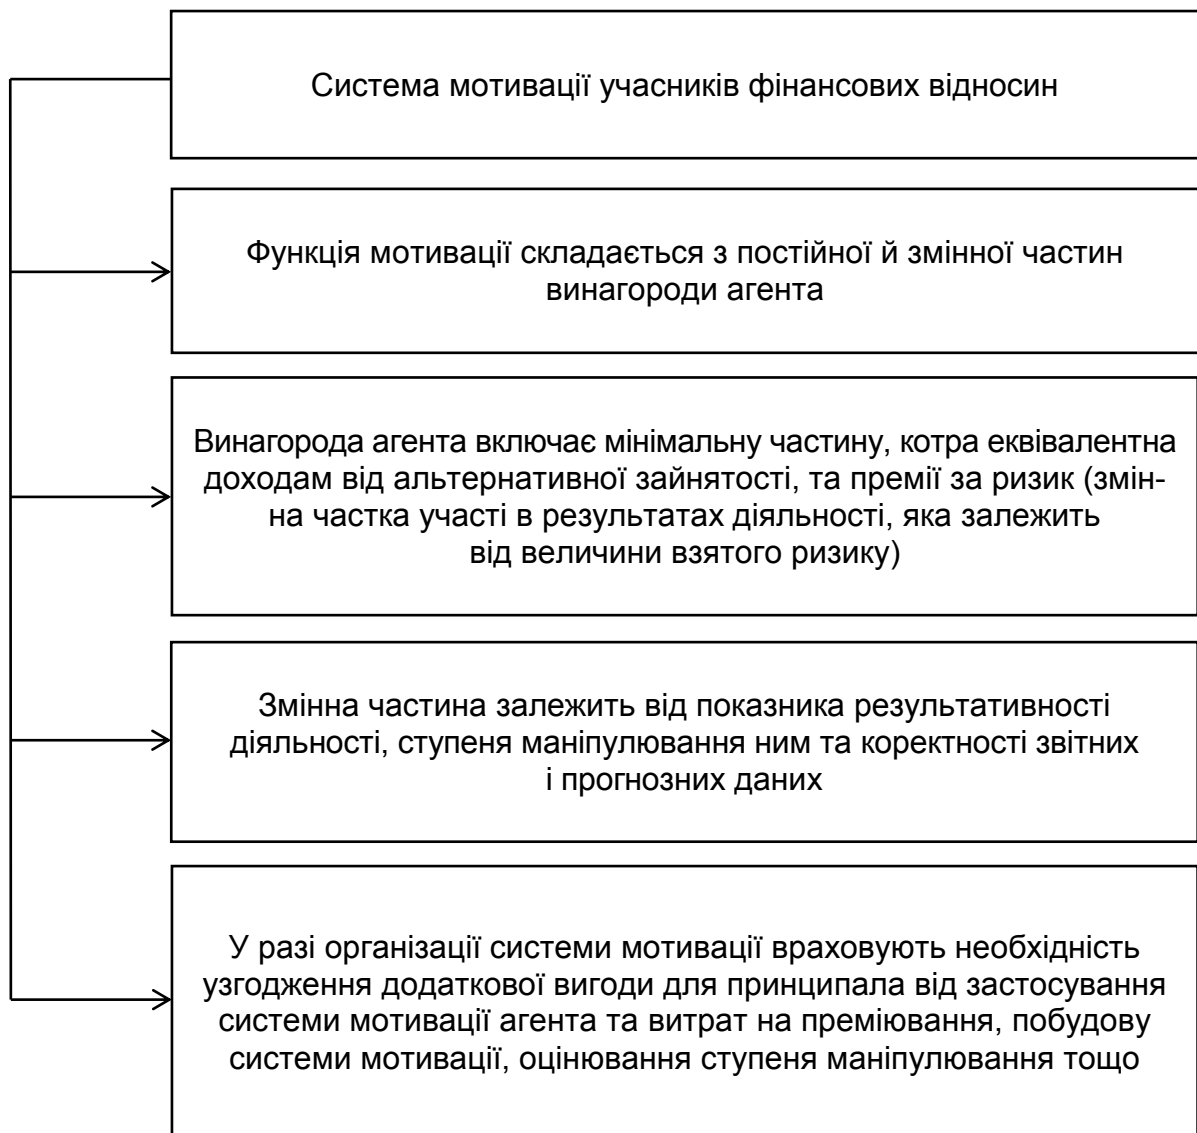 Система мотивації учасників фінансових відносин
Функція мотивації складається з постійної й змінної частин
винагороди агента
Винагорода агента включає мінімальну частину, котра еквівалентна
доходам від альтернативної зайнятості, та премії за ризик (змін-
на частка участі в результатах діяльності, яка залежить
від величини взятого ризику)
Змінна частина залежить від показника результативності
діяльності, ступеня маніпулювання ним та коректності звітних
і прогнозних даних
У разі організації системи мотивації враховують необхідність
узгодження додаткової вигоди для принципала від застосування
системи мотивації агента та витрат на преміювання, побудову
системи мотивації, оцінювання ступеня маніпулювання тощо